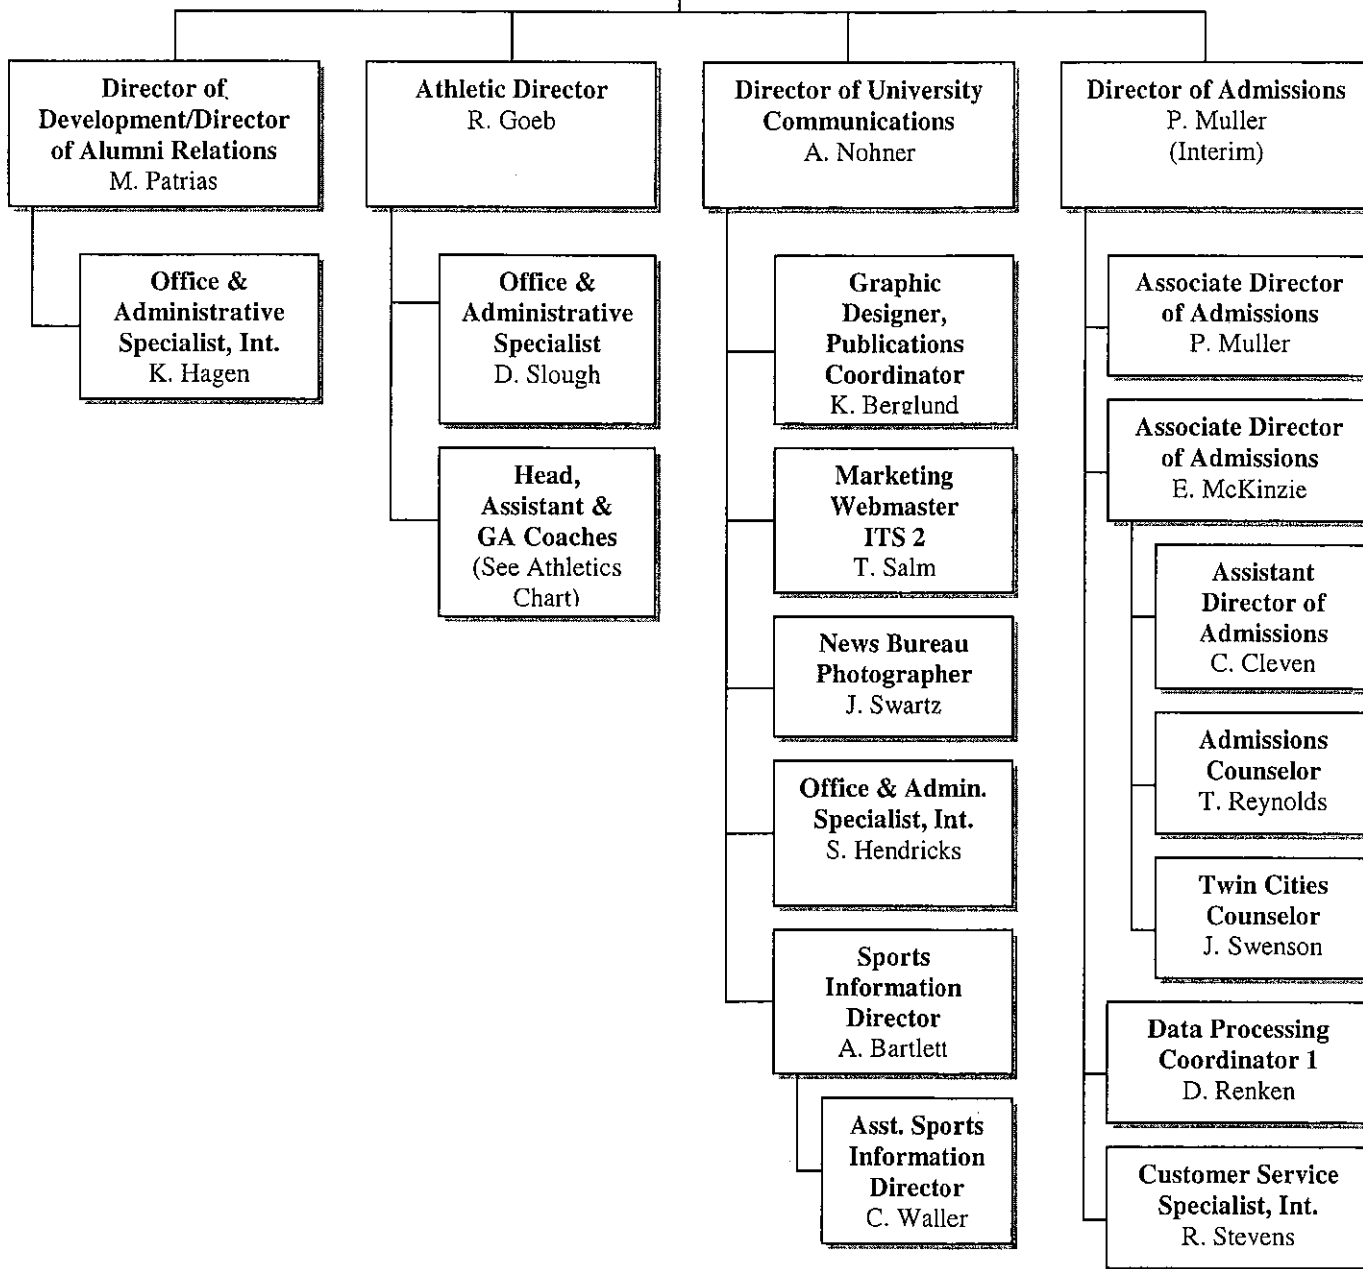 Director of
Development/Director
of Alumni Relations
M. Patrias
Office &
Administrative
Specialist, Int.
K. Hagen
Athletic Director
R. Goeb
Office &
Administrative
Specialist
D. Slough
Head,
Assistant &
GA Coaches
(See Athletics
Chart)
Director of University
Communications
A. Nohner
Graphic
Designer,
Publications
Coordinator
K. Berglund
Marketing
Webmaster
ITS 2
T. Salm
News Bureau
Photographer
J. Swartz
Office & Admin.
Specialist, Int.
S. Hendricks
Sports
Information
Director
A. Bartlett
Asst. Sports
Information
Director
C. Waller
Director of Admissions
P. Muller
(Interim)
Associate Director
of Admissions
P. Muller
Associate Director
of Admissions
E. McKinzie
Assistant
Director of
Admissions
C. Cleven
Admissions
Counselor
T. Reynolds
Twin Cities
Counselor
J. Swenson
Data Processing
Coordinator 1
D. Renken
Customer Service
Specialist, Int.
R. Stevens